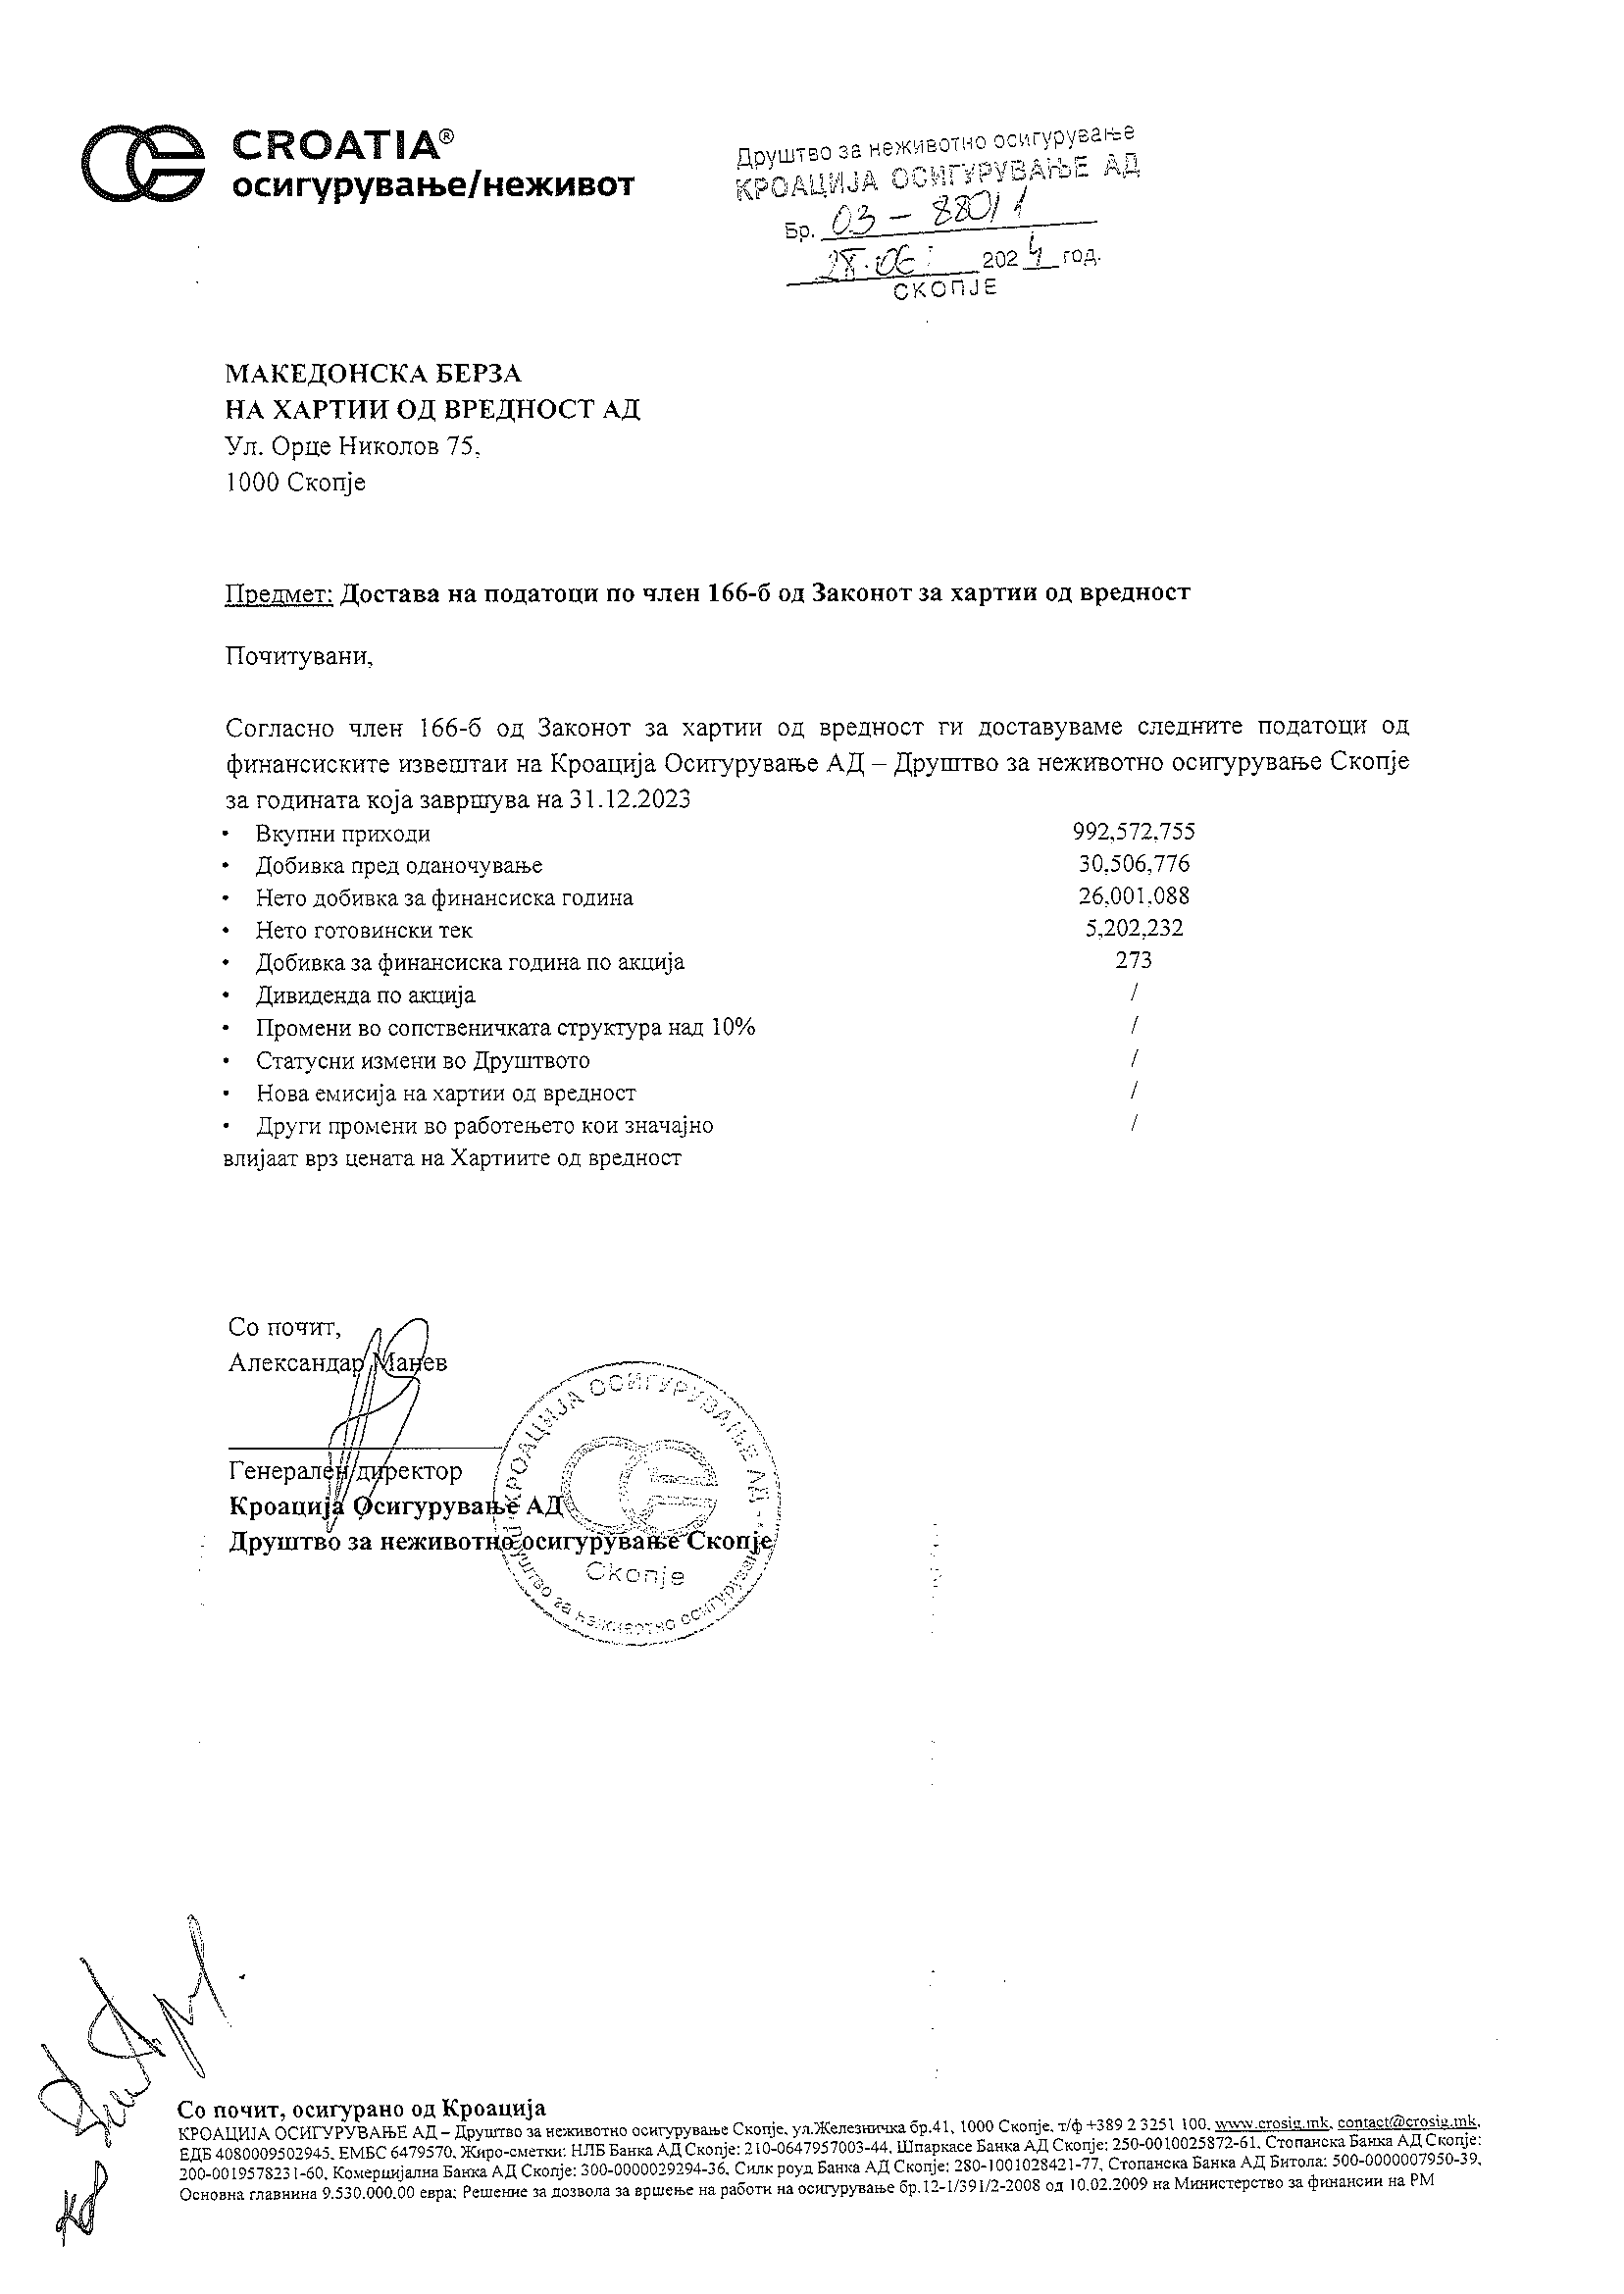 CROATIA®
осигурување/неживот
Друштво за неживотно осигурување
КРОАЦИЈА ОСИГУРУВАЊЕ АД
Бр. 03 - 880/1
28.06. 2024 год.
СКОПЈЕ
МАКЕДОНСКА БЕРЗА
НА ХАРТИИ ОД ВРЕДНОСТ АД
Ул. Орце Николов 75,
1000 Скопје
Предмет: Достава на податоци по член 166-б од Законот за хартии од вредност
Почитувани,
Согласно член 166-б од Законот за хартии од вредност ги доставуваме следните податоци од
финансиските извештаи на Кроација Осигурување АД – Друштво за неживотно осигурување Скопје
за годината која завршува на 31.12.2023
• Вкупни приходи 992,572,755
• Добивка пред оданочување 30,506,776
• Нето добивка за финансиска година 26,001,088
• Нето готовински тек 5,202,232
• Добивка за финансиска година по акција 273
• Дивиденда по акција /
• Промени во сопственичката структура над 10% /
• Статусни измени во Друштвото /
• Нова емисија на хартии од вредност /
• Други промени во работењето кои значајно /
влијаат врз цената на Хартиите од вредност
Со почит,
Александар Манев
Генерален директор
Кроација Осигурување АД
Друштво за неживотно осигурување Скопје
КРОАЦИЈА ОСИГУРУВАЊЕ АД
Друштво за неживотно осигурување
Скопје
Со почит, осигурано од Кроација
КРОАЦИЈА ОСИГУРУВАЊЕ АД – Друштво за неживотно осигурување Скопје, ул.Железничка бр.41, 1000 Скопје, т/ф +389 2 3251 100, www.crosig.mk, contact@crosig.mk,
ЕДБ 4080009502945, ЕМБС 6479570, Жиро-сметки: НЛБ Банка АД Скопје: 210-0647957003-44, Шпаркасе Банка АД Скопје: 250-0010025872-61, Стопанска Банка АД Скопје:
200-0019578231-60, Комерцијална Банка АД Скопје: 300-0000029294-36, Силк роуд Банка АД Скопје: 280-1001028421-77, Стопанска Банка АД Битола: 500-0000007950-39,
Основна главнина 9.530.000.00 евра; Решение за дозвола за вршење на работи на осигурување бр.12-1/391/2-2008 од 10.02.2009 на Министерство за финансии на РМ